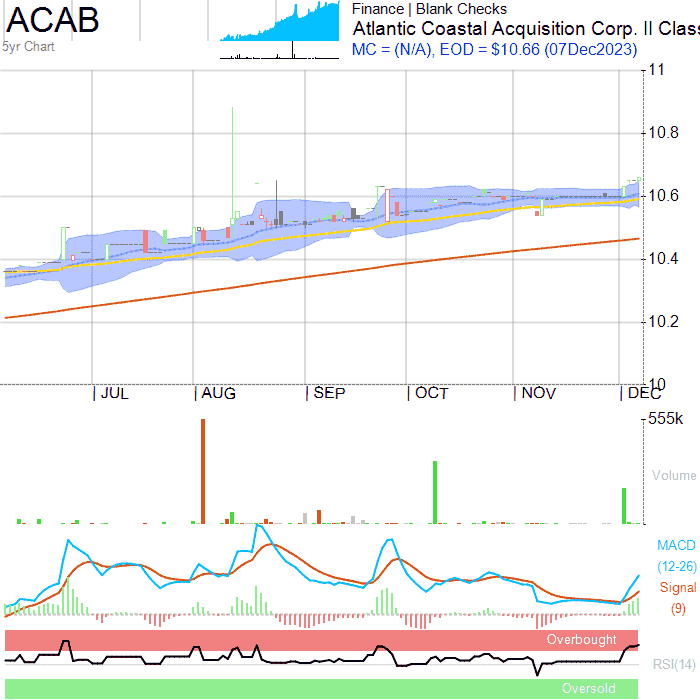 ACAB
5yr Chart
Finance | Blank Checks
Atlantic Coastal Acquisition Corp. II Clas
MC = (N/A), EOD = $10.66 (07Dec2023)
11
10.8
10.6
10.4
10.2
10
JUL AUG SEP OCT NOV DEC
555k
Volume
MACD
(12-26)
Signal
(9)
Overbought
RSI(14)
Oversold